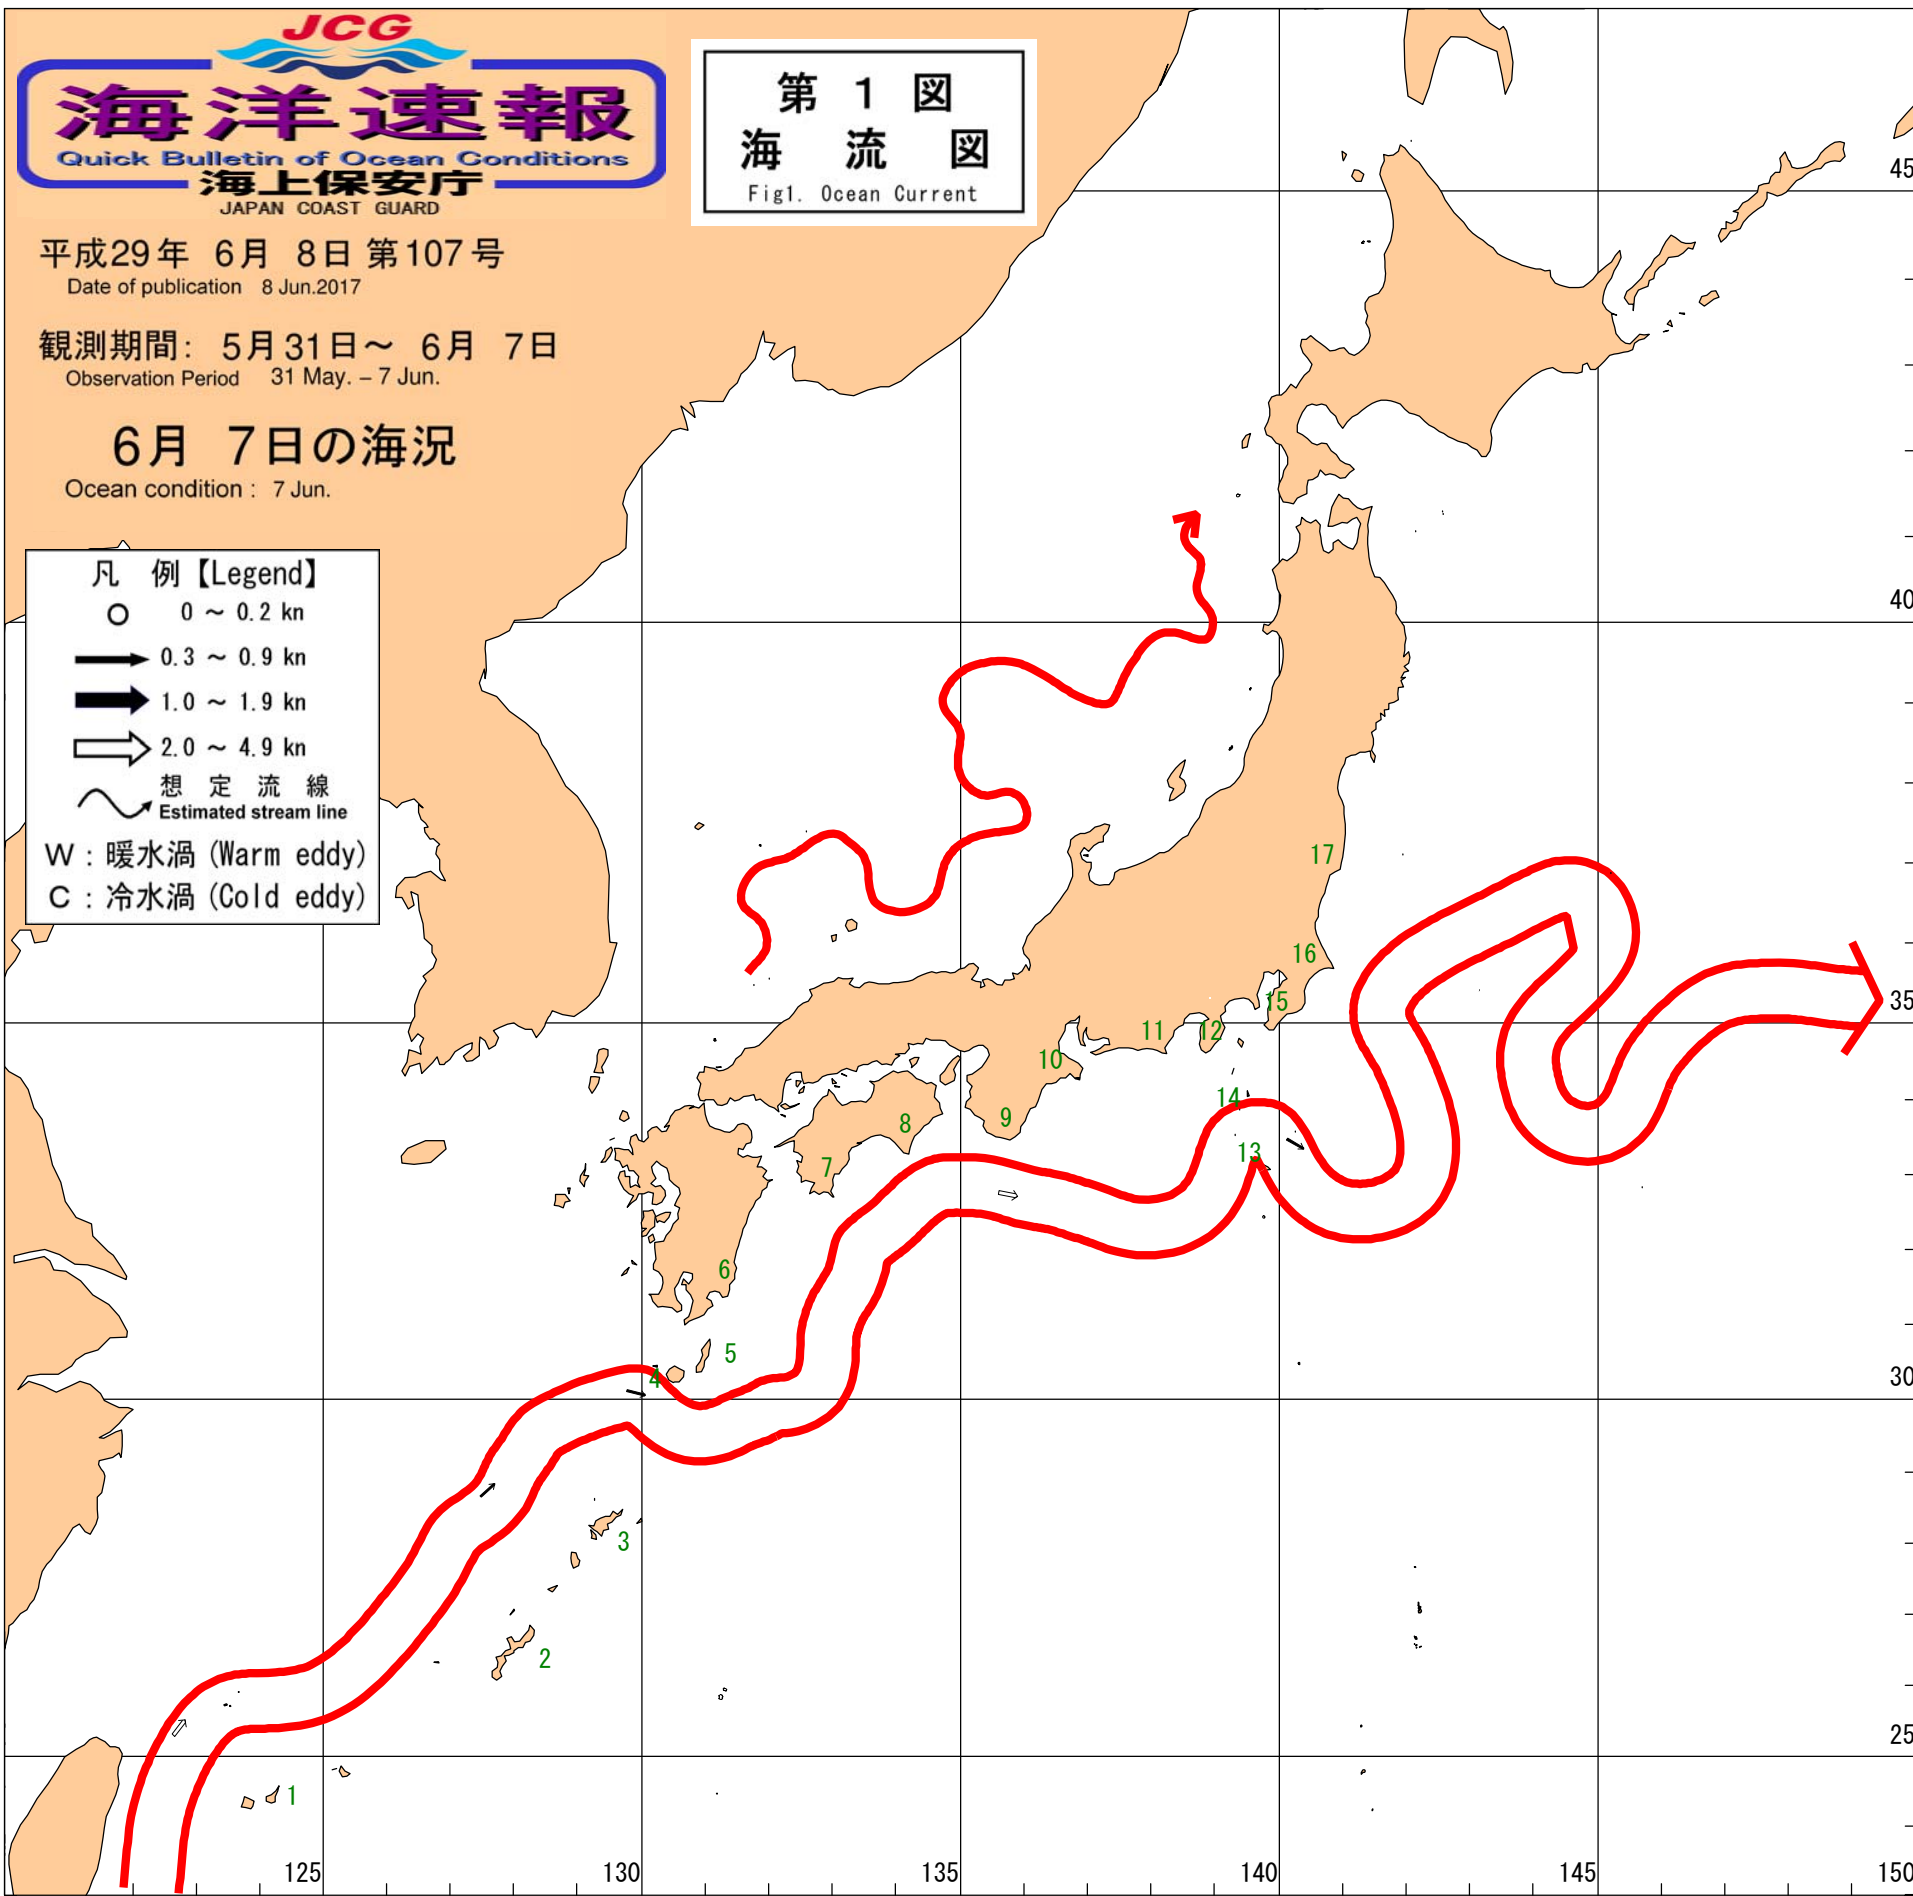 JCG
海洋速報
Quick Bulletin of Ocean Conditions
海上保安庁
JAPAN COAST GUARD
第 1 図
海 流 図
Fig1. Ocean Current
平成29年 6月 8日 第107号
Date of publication 8 Jun.2017
観測期間: 5月31日～ 6月 7日
Observation Period 31 May. – 7 Jun.
6月 7日の海況
Ocean condition : 7 Jun.
凡 例【Legend】
0 ～ 0.2 kn
0.3 ～ 0.9 kn
1.0 ～ 1.9 kn
2.0 ～ 4.9 kn
想 定 流 線
Estimated stream line
W : 暖水渦 (Warm eddy)
C : 冷水渦 (Cold eddy)
45
40
17
16
35
15
12
11
10
14
9
8
13
7
6
5
4
30
3
2
25
1
125
130
135
140
145
150